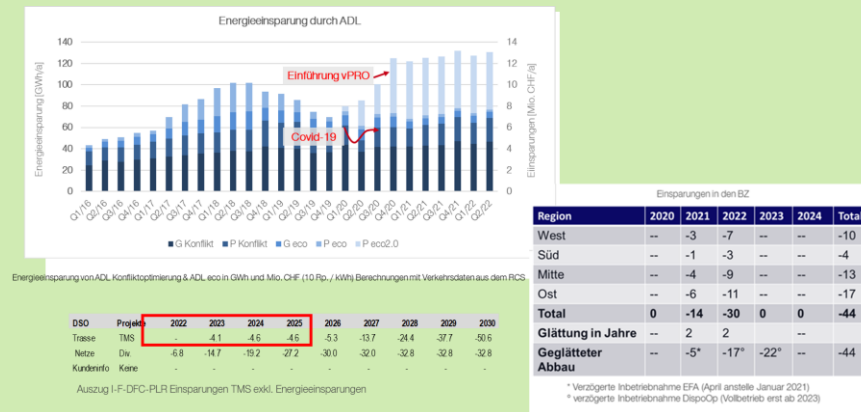 Energieeinsparung durch ADL
Energieeinsparung [GWh/a]
140 14
120 12
100 10
80 8
60 6
40 4
20 2
0 0
Einsparungen [Mio. CHF/a]
Einführung vPRO
Covid-19
Q1/16 Q2/16 Q3/16 Q4/16 Q1/17 Q2/17 Q3/17 Q4/17 Q1/18 Q2/18 Q3/18 Q4/18 Q1/19 Q2/19 Q3/19 Q4/19 Q1/20 Q2/20 Q3/20 Q4/20 Q1/21 Q2/21 Q3/21 Q4/21 Q1/22 Q2/22
G Konflikt P Konflikt G eco P eco P eco2.0
Energieeinsparung von ADL Konfliktoptimierung & ADL eco in GWh und Mio. CHF (10 Rp. / kWh) Berechnungen mit Verkehrsdaten aus dem RCS
DSO Projekte 2022 2023 2024 2025 2026 2027 2028 2029 2030
Trasse TMS - -4.1 -4.6 -4.6 -5.3 -13.7 -24.4 -37.7 -50.6
Netze Div. -6.8 -14.7 -19.2 -27.2 -30.0 -32.0 -32.8 -32.8 -32.8
Kundeninfo Keine - - - - - - - - -
Auszug I-F-DFC-PLR Einsparungen TMS exkl. Energieeinsparungen
Einsparungen in den BZ
Region 2020 2021 2022 2023 2024 Total
West -- -3 -7 -- -- -10
Süd -- -1 -3 -- -- -4
Mitte -- -4 -9 -- -- -13
Ost -- -6 -11 -- -- -17
Total 0 -14 -30 0 0 -44
Glättung in Jahre -- 2 2 --
Geglätteter -- -5* -17° -22° -- -44
Abbau
* Verzögerte Inbetriebnahme EFA (April anstelle Januar 2021)
° verzögerte Inbetriebnahme DispoOp (Vollbetrieb erst ab 2023)